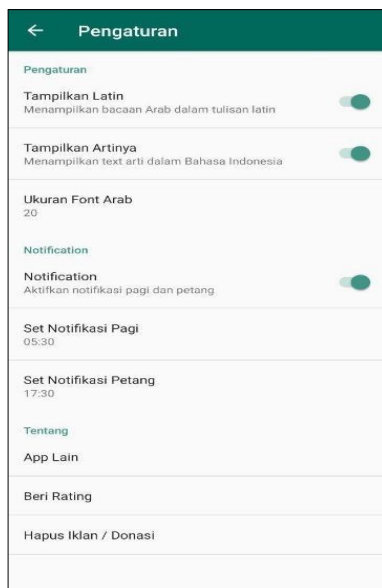 Pengaturan
Pengaturan
Tampilkan Latin
Menampilkan bacaan Arab dalam tulisan latin
Tampilkan Artinya
Menampilkan text arti dalam Bahasa Indonesia
Ukuran Font Arab
20
Notification
Notification
Aktifkan notifikasi pagi dan petang
Set Notifikasi Pagi
05:30
Set Notifikasi Petang
17:30
Tentang
App Lain
Beri Rating
Hapus Iklan / Donasi